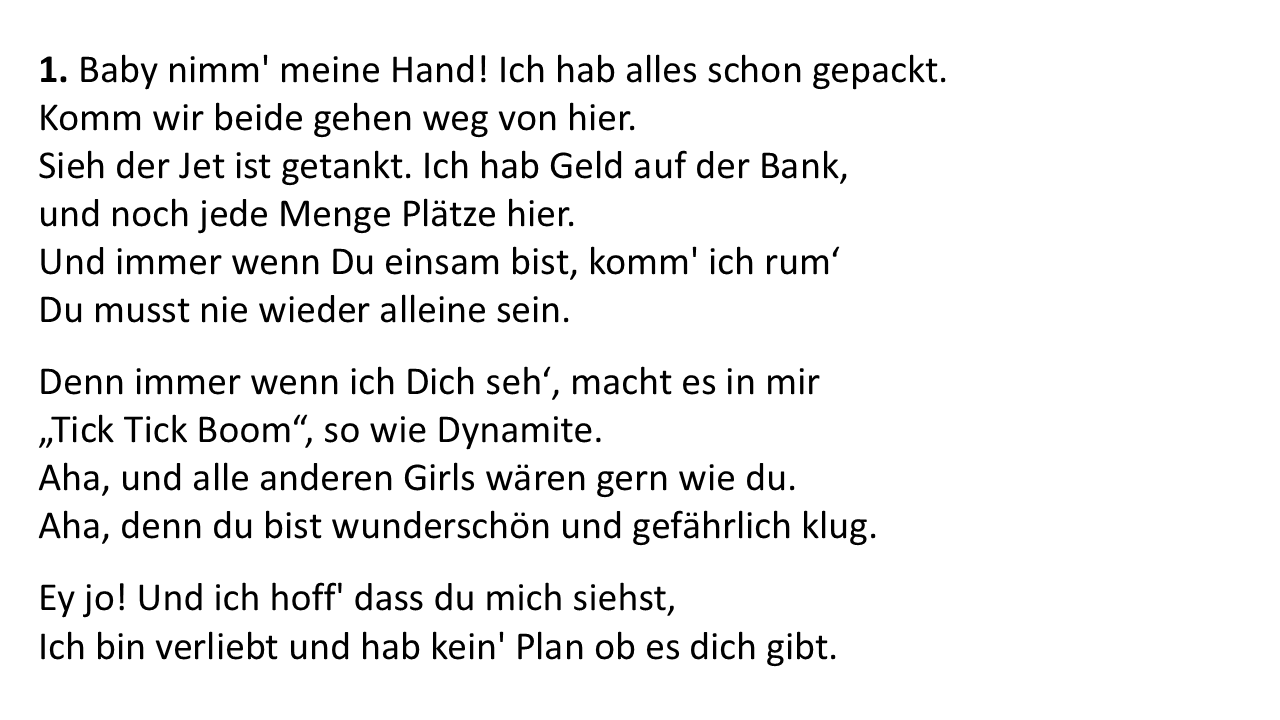 1. Baby nimm' meine Hand! Ich hab alles schon gepackt.
Komm wir beide gehen weg von hier.
Sieh der Jet ist getankt. Ich hab Geld auf der Bank,
und noch jede Menge Plätze hier.
Und immer wenn Du einsam bist, komm' ich rum‘
Du musst nie wieder alleine sein.
Denn immer wenn ich Dich seh‘, macht es in mir
„Tick Tick Boom“, so wie Dynamite.
Aha, und alle anderen Girls wären gern wie du.
Aha, denn du bist wunderschön und gefährlich klug.
Ey jo! Und ich hoff' dass du mich siehst,
Ich bin verliebt und hab kein' Plan ob es dich gibt.